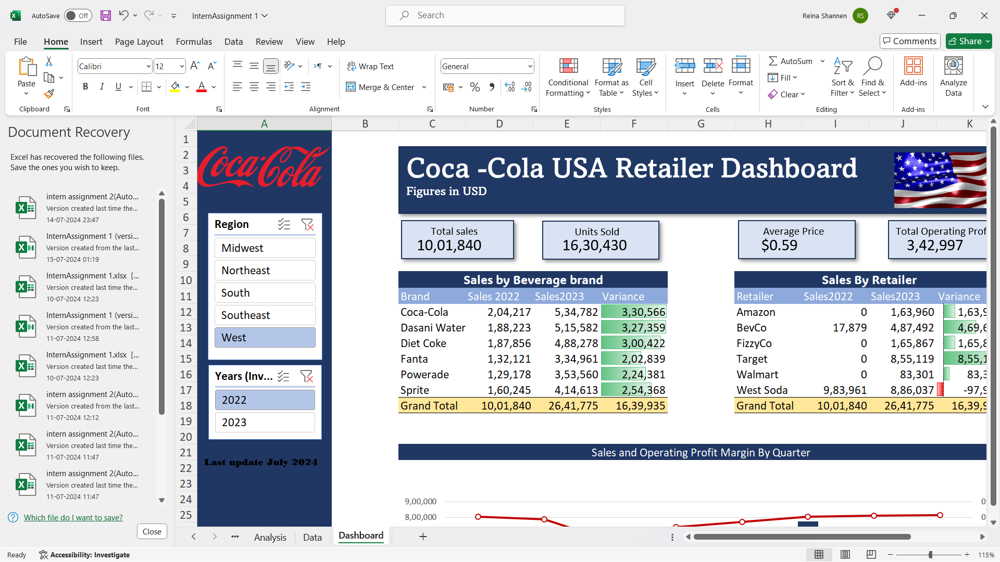 AutoSave Off InternAssignment 1 Search Reina Shannen RS
File Home Insert Page Layout Formulas Data Review View Help Comments Share
Paste
Clipboard
Calibri 12
B I U A
Font
Wrap Text
Merge & Center
Alignment
General
Number
Conditional Formatting
Format as Table
Cell Styles
Styles
Insert Delete Format
Cells
AutoSum
Fill
Clear
Sort & Filter
Find & Select
Editing
Add-ins
Add-ins
Analyze Data
Document Recovery
Excel has recovered the following files.
Save the ones you wish to keep.
intern assignment 2(Auto...
Version created last time the...
14-07-2024 23:47
InternAssignment 1 (versi...
Version created from the last...
15-07-2024 01:19
InternAssignment 1.xlsx [...
Version created last time the...
10-07-2024 12:23
InternAssignment 1 (versi...
Version created from the last...
11-07-2024 12:58
InternAssignment 1.xlsx [...
Version created last time the...
10-07-2024 12:23
intern assignment 2(Auto...
Version created from the last...
11-07-2024 12:12
intern assignment 2(Auto...
Version created last time the...
11-07-2024 11:47
intern assignment 2(Auto...
Version created last time the...
11-07-2024 11:47
Which file do I want to save?
Close
A B C D E F G H I J K
1
2
3
4
5
6
7
8
9
10
11
12
13
14
15
16
17
18
19
20
21
22
23
24
25
Coca-Cola
Region
Midwest
Northeast
South
Southeast
West
Years (Inv...
2022
2023
Last update July 2024
Coca -Cola USA Retailer Dashboard
Figures in USD
Total sales
10,01,840
Units Sold
16,30,430
Average Price
$0.59
Total Operating Prof
3,42,997
Sales by Beverage brand
Brand Sales 2022 Sales2023 Variance
Coca-Cola 2,04,217 5,34,782 3,30,566
Dasani Water 1,88,223 5,15,582 3,27,359
Diet Coke 1,87,856 4,88,278 3,00,422
Fanta 1,32,121 3,34,961 2,02,839
Powerade 1,29,178 3,53,560 2,24,381
Sprite 1,60,245 4,14,613 2,54,368
Grand Total 10,01,840 26,41,775 16,39,935
Sales By Retailer
Retailer Sales2022 Sales2023 Variance
Amazon 0 1,63,960 1,63,9
BevCo 17,879 4,87,492 4,69,6
FizzyCo 0 1,65,867 1,65,8
Target 0 8,55,119 8,55,1
Walmart 0 83,301 83,3
West Soda 9,83,961 8,86,037 -97,9
Grand Total 10,01,840 26,41,775 16,39,9
Sales and Operating Profit Margin By Quarter
9,00,000 0
8,00,000 0
Analysis Data Dashboard
Ready Accessibility: Investigate 115%